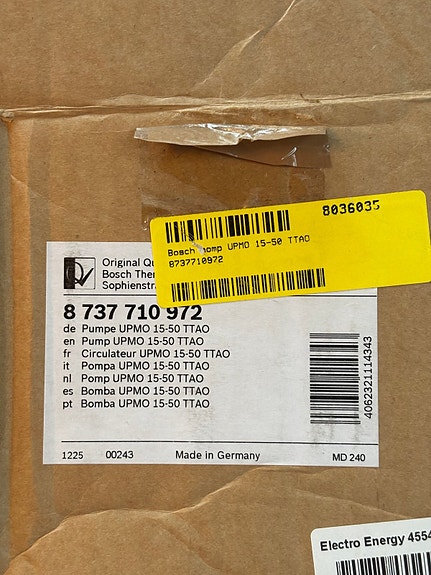 8036035
Bosch pomp UPMO 15-50 TTAO
8737710972
Original
Bosch
8 737 710 972
de Pumpe UPMO 15-50 TTAO
en Pump UPMO 15-50 TTAO
fr Circulateur UPMO 15-50 TTAO
it Pompa UPMO 15-50 TTAO
nl Pomp UPMO 15-50 TTAO
es Bomba UPMO 15-50 TTAO
pt Bomba UPMO 15-50 TTAO
4062321114343
1225 00243 Made in Germany MD 240
Electro Energy 4554